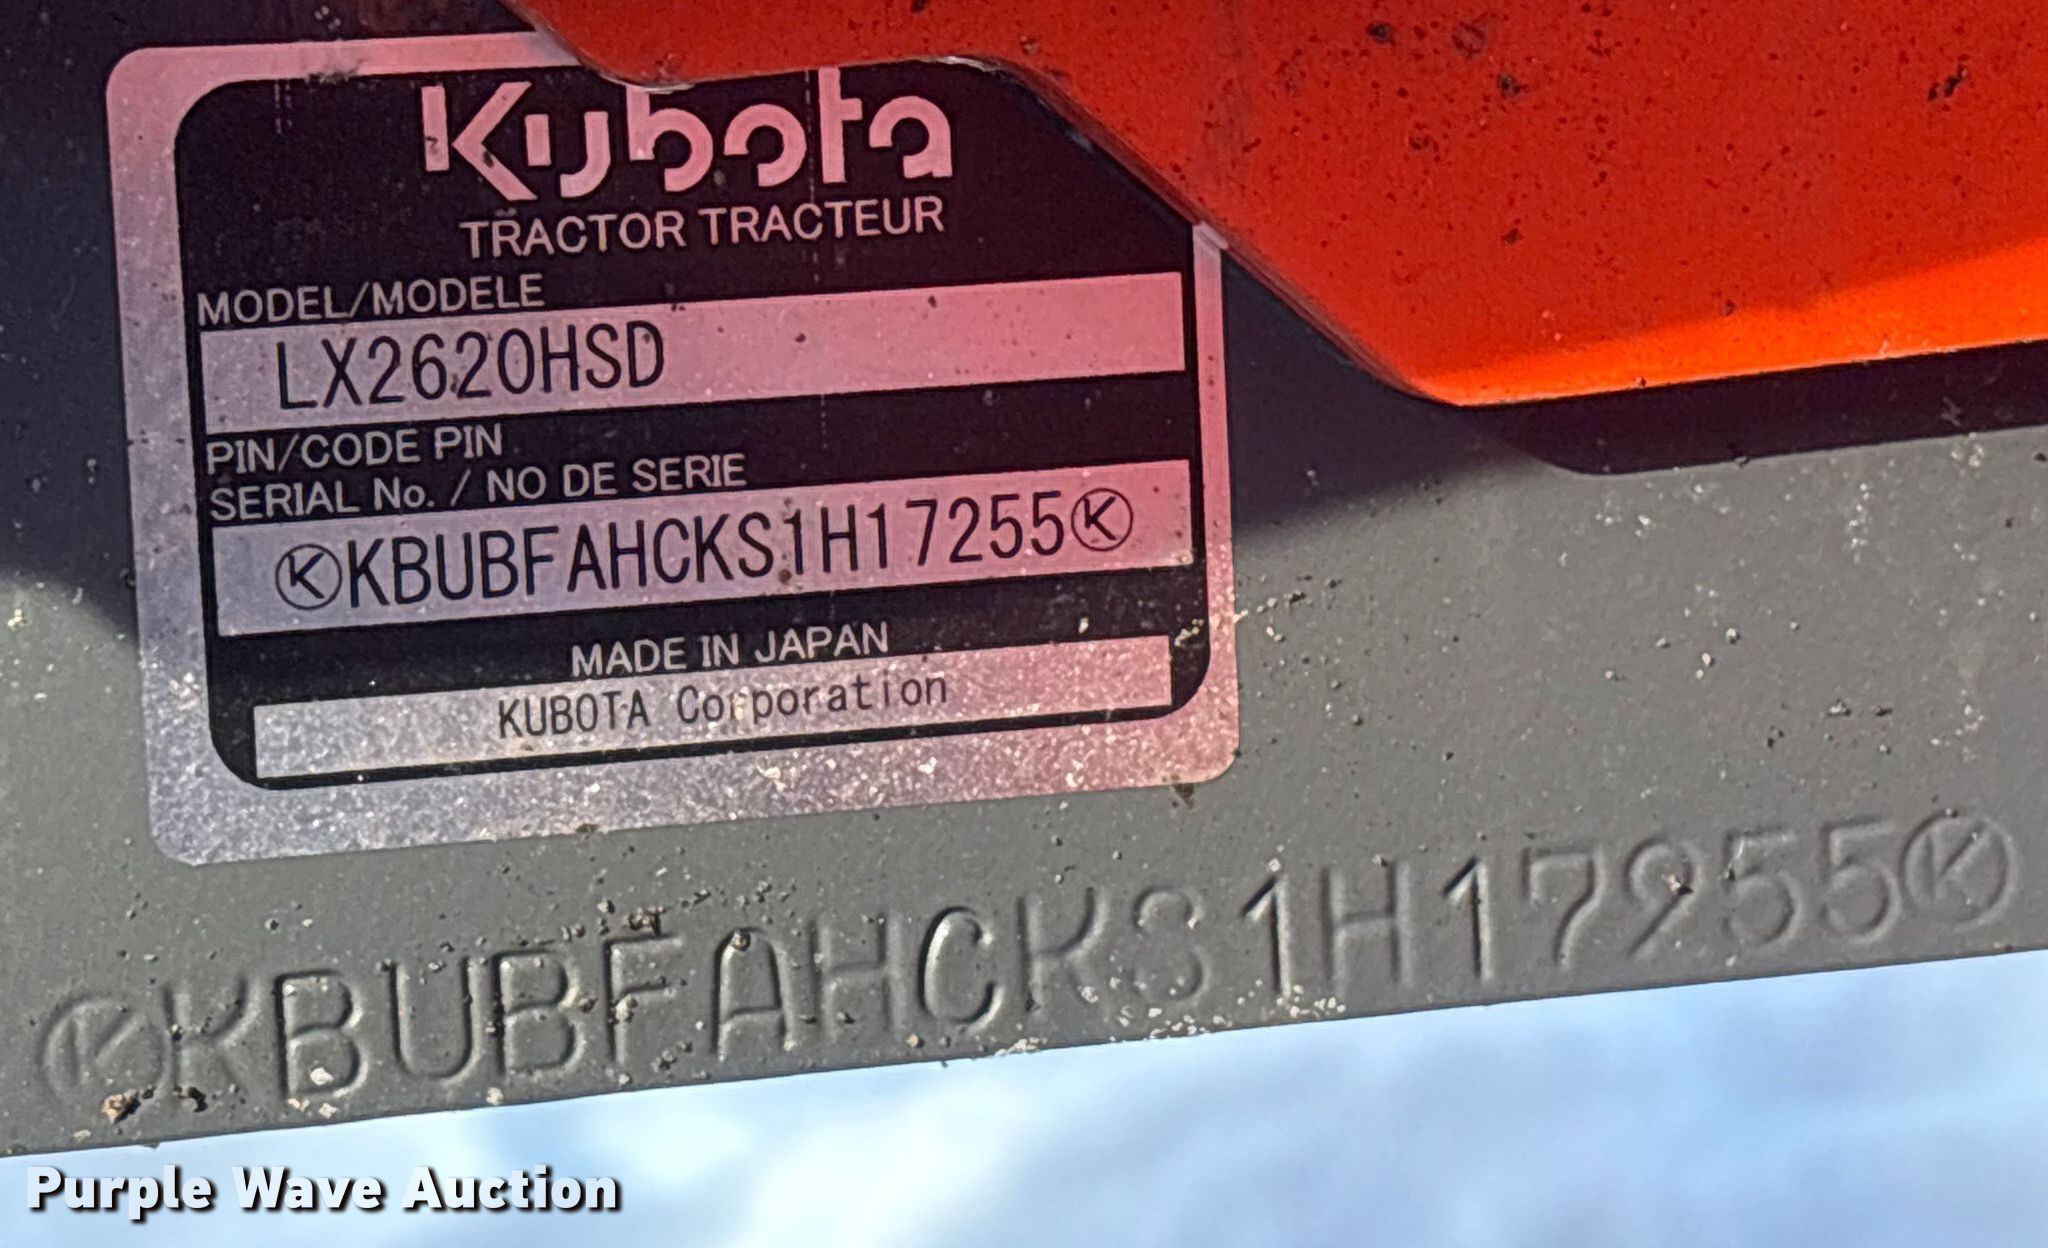 Kubota
TRACTOR TRACTEUR
MODEL/MODELE
LX2620HSD
PIN/CODE PIN
SERIAL No. / NO DE SERIE
ⓀKBUBFAHCKS1H17255Ⓚ
MADE IN JAPAN
KUBOTA Corporation
ⓀKBUBFAHCKS1H17255Ⓚ
Purple Wave Auction